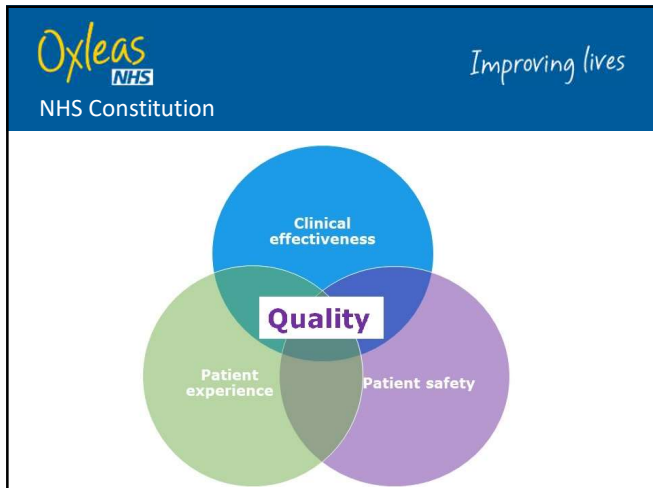 Oxleas
NHS
Improving lives
NHS Constitution
Clinical
effectiveness
Quality
Patient
experience
Patient safety